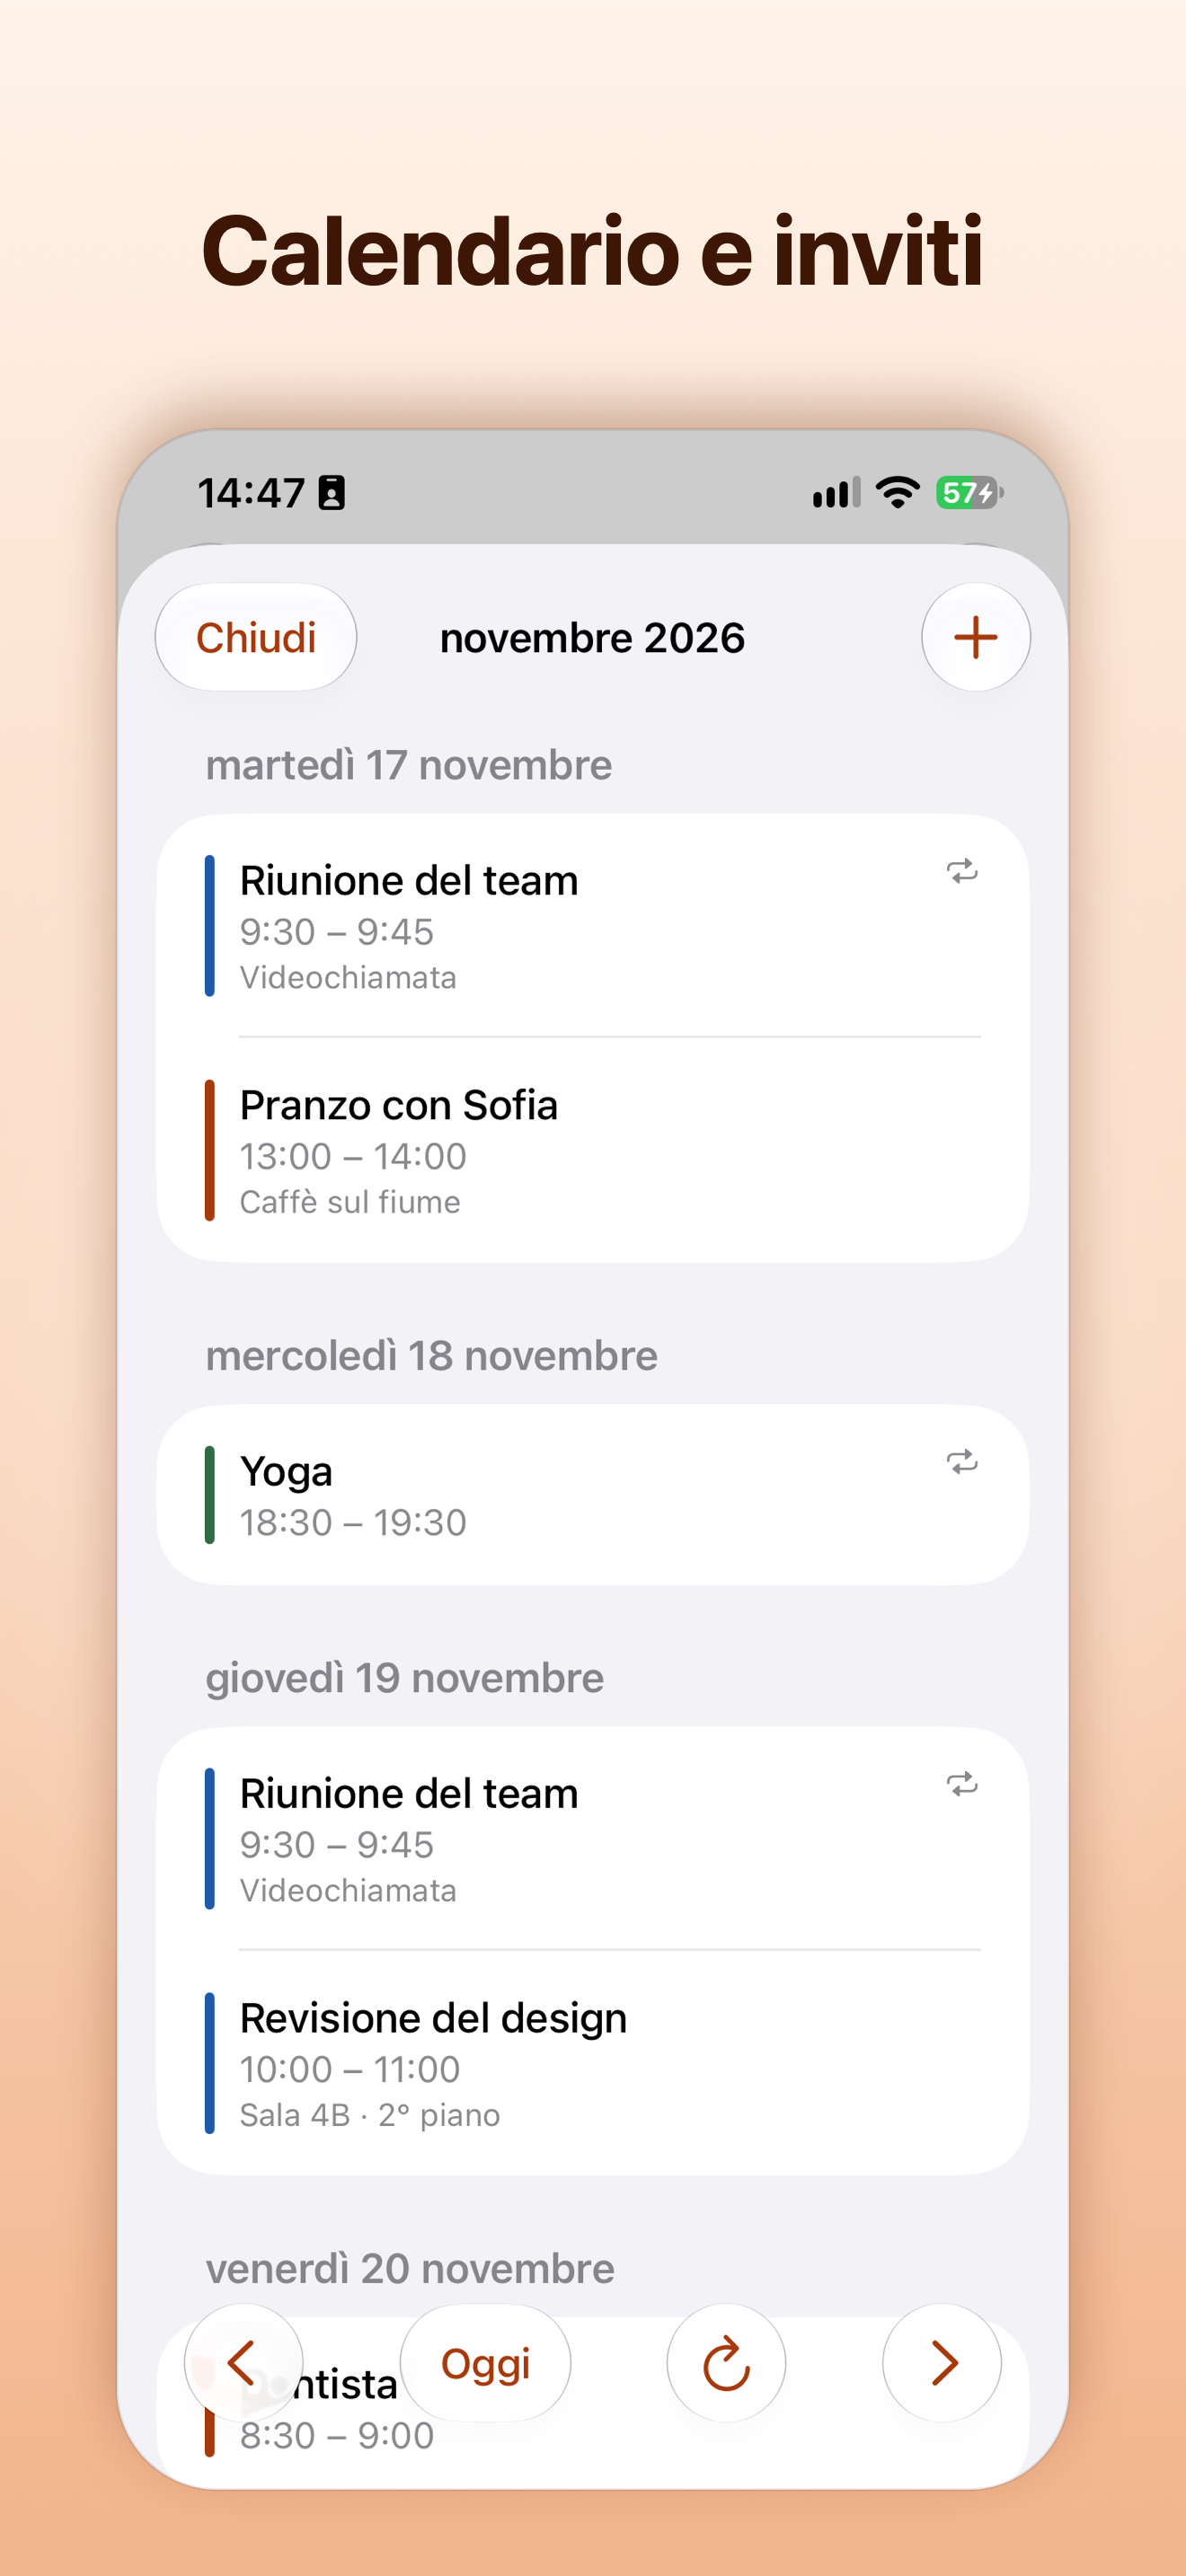 Calendario e inviti
14:47
57
Chiudi
novembre 2026
martedì 17 novembre
Riunione del team
9:30 – 9:45
Videochiamata
Pranzo con Sofia
13:00 – 14:00
Caffè sul fiume
mercoledì 18 novembre
Yoga
18:30 – 19:30
giovedì 19 novembre
Riunione del team
9:30 – 9:45
Videochiamata
Revisione del design
10:00 – 11:00
Sala 4B · 2° piano
venerdì 20 novembre
Oggi
8:30 – 9:00